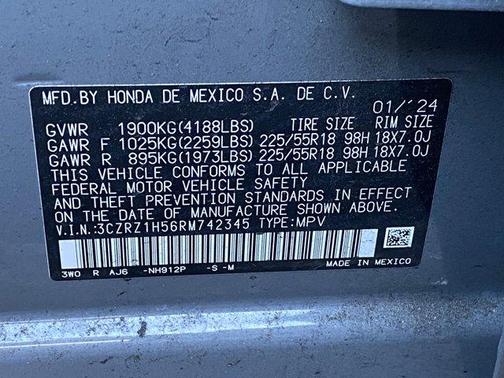 MFD.BY HONDA DE MEXICO S.A. DE C.V.
01/'24
GVWR 1900KG(4188LBS) TIRE SIZE RIM SIZE
GAWR F 1025KG(2259LBS) 225/55R18 98H 18X7.0J
GAWR R 895KG(1973LBS) 225/55R18 98H 18X7.0J
THIS VEHICLE CONFORMS TO ALL APPLICABLE
FEDERAL MOTOR VEHICLE SAFETY
AND THEFT PREVENTION STANDARDS IN EFFECT
ON THE DATE OF MANUFACTURE SHOWN ABOVE.
V.I.N.:3CZRZ1H56RM742345 TYPE:MPV
3W0 R AJ6 -NH912P -S-M
MADE IN MEXICO